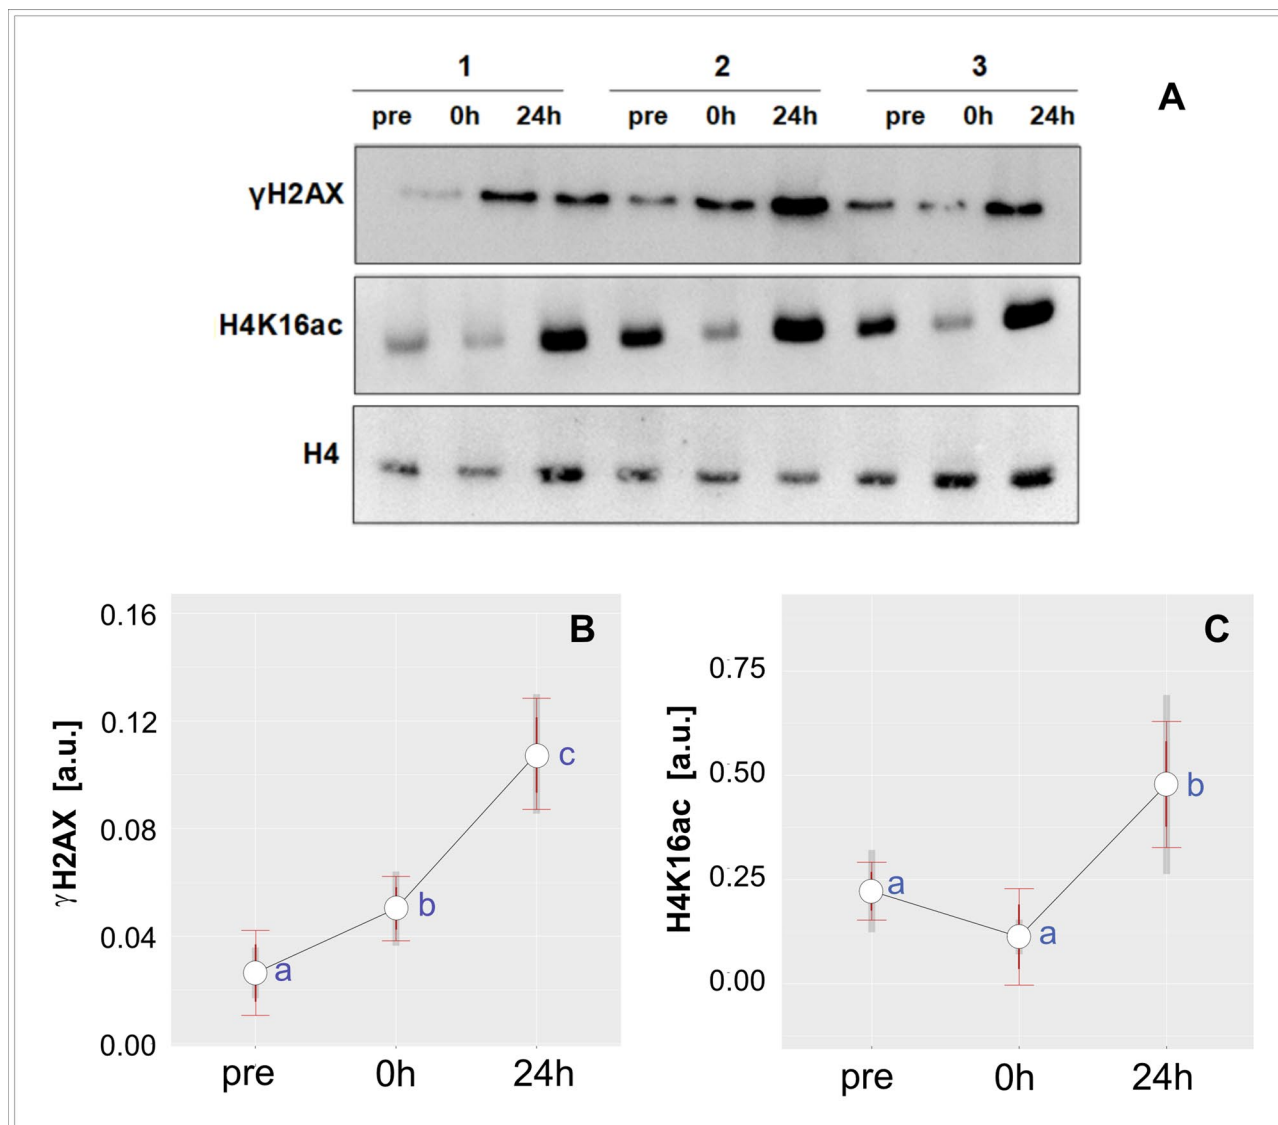 1 2 3
A
pre 0h 24h pre 0h 24h pre 0h 24h
γH2AX
H4K16ac
H4
B
γH2AX [a.u.]
0.16
0.12
0.08
0.04
0.00
a
b
c
pre 0h 24h
C
H4K16ac [a.u.]
0.75
0.50
0.25
0.00
a
a
b
pre 0h 24h